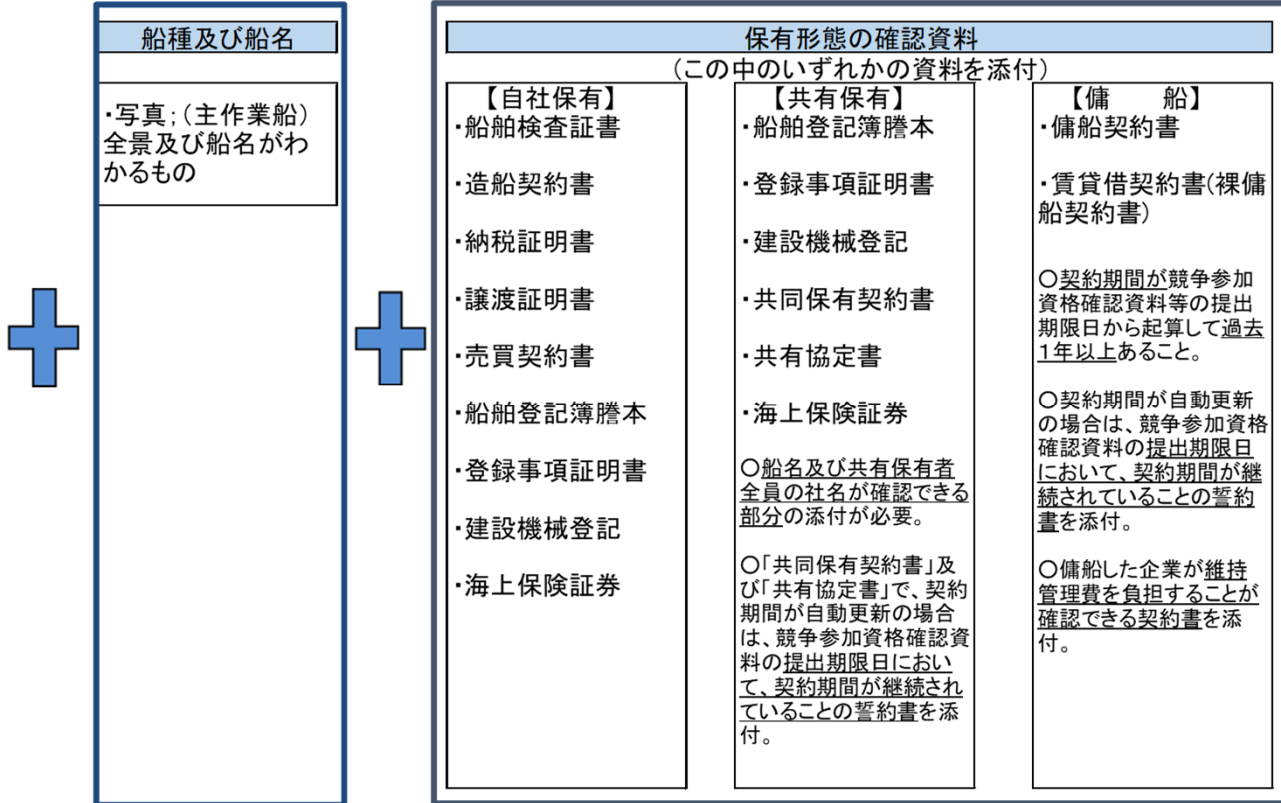 船種及び船名
・写真;(主作業船)
全景及び船名がわ
かるもの
保有形態の確認資料
(この中のいずれかの資料を添付)
【自社保有】
・船舶検査証書
・造船契約書
・納税証明書
・譲渡証明書
・売買契約書
・船舶登記簿謄本
・登録事項証明書
・建設機械登記
・海上保険証券
【共有保有】
・船舶登記簿謄本
・登録事項証明書
・建設機械登記
・共同保有契約書
・共有協定書
・海上保険証券
○船名及び共有保有者
全員の社名が確認できる
部分の添付が必要。
○「共同保有契約書」及
び「共有協定書」で、契約
期間が自動更新の場合
は、競争参加資格確認資
料の提出期限日におい
て、契約期間が継続され
ていることの誓約書を添
付。
【傭　船】
・傭船契約書
・賃貸借契約書(裸傭
船契約書)
○契約期間が競争参加
資格確認資料等の提出
期限日から起算して過去
1年以上あること。
○契約期間が自動更新
の場合は、競争参加資格
確認資料の提出期限日
において、契約期間が継
続されていることの誓約
書を添付。
○傭船した企業が維持
管理費を負担することが
確認できる契約書を添
付。